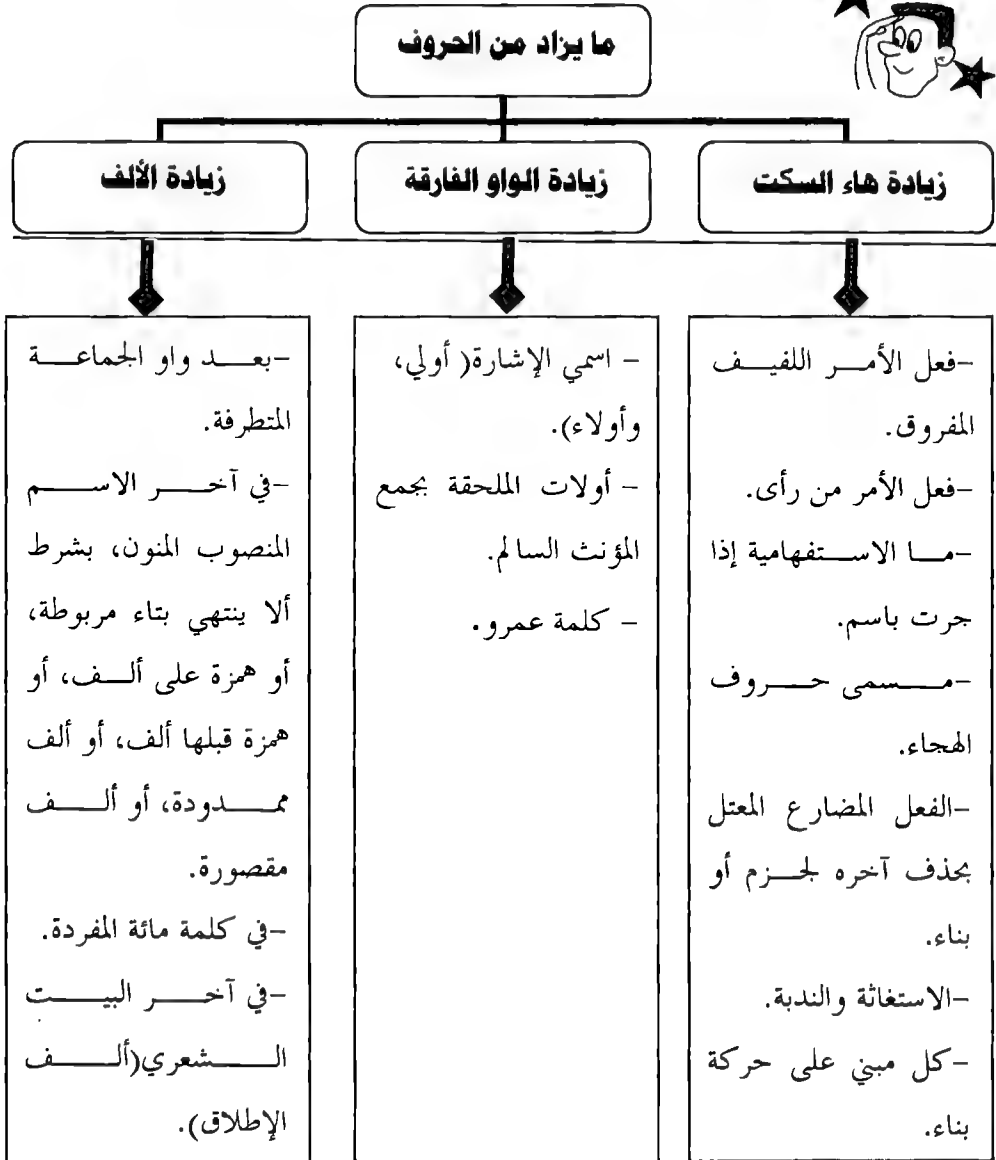 ما يزاد من الحروف
زيادة هاء السكت
زيادة الواو الفارقة
زيادة الألف
-فعل الأمر اللفيف
المفروق.
-فعل الأمر من رأى.
-ما الاستفهامية إذا
جرت باسم.
-مسمى حروف
الهجاء.
-الفعل المضارع المعتل
بحذف آخره لجزم أو
بناء.
-الاستغاثة والندبة.
-كل مبني على حركة
بناء.
- اسمي الإشارة( أولي،
وأولاء).
- أولات الملحقة بجمع
المؤنث السالم.
- كلمة عمرو.
-بعد واو الجماعة
المتطرفة.
-في آخر الاسم
المنصوب المنون، بشرط
ألا ينتهي بتاء مربوطة،
أو همزة على ألف، أو
همزة قبلها ألف، أو ألف
ممدودة، أو ألف
مقصورة.
-في كلمة مائة المفردة.
-في آخر البيت
الشعري(ألف
الإطلاق).